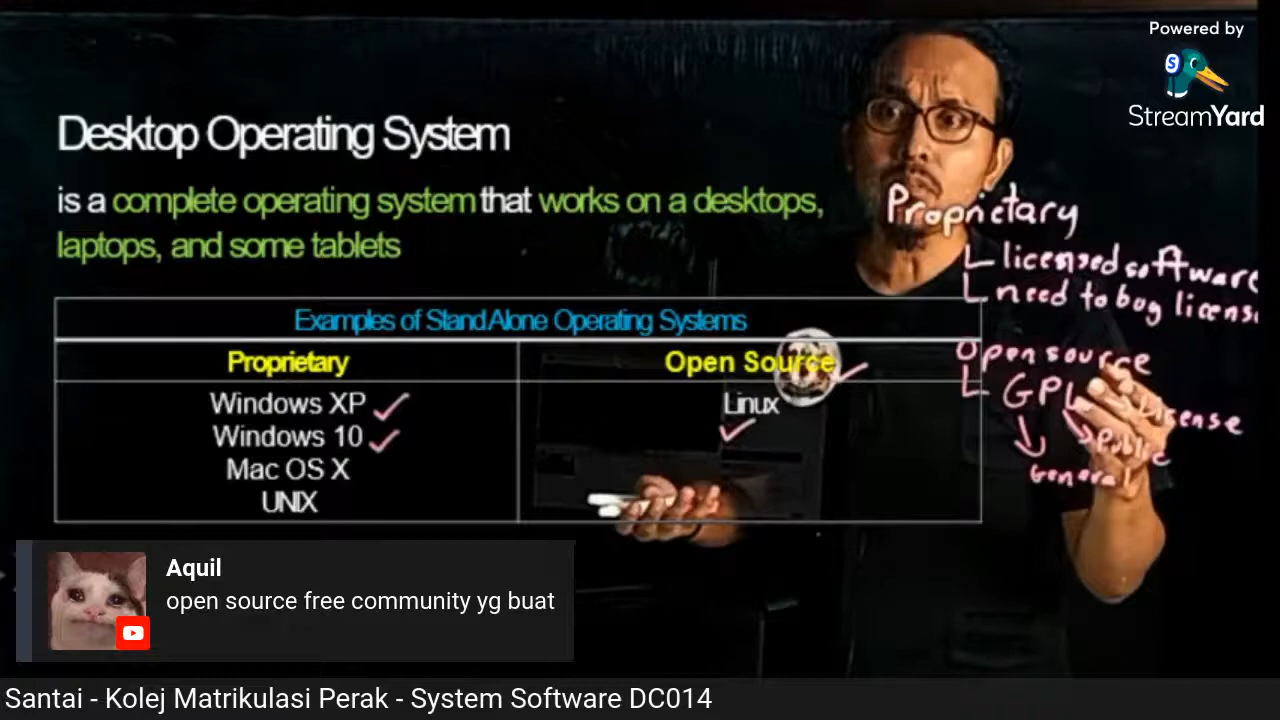 Powered by
StreamYard
Desktop Operating System
is a complete operating system that works on a desktops,
laptops, and some tablets
Examples of Stand Alone Operating Systems
Proprietary
Open Source
Windows XP
Linux
Windows 10
Mac OS X
UNIX
Proprietary
licensed software
need to buy licens
Open source
GPL
License
Public
General
Aquil
open source free community yg buat
Santai - Kolej Matrikulasi Perak - System Software DC014